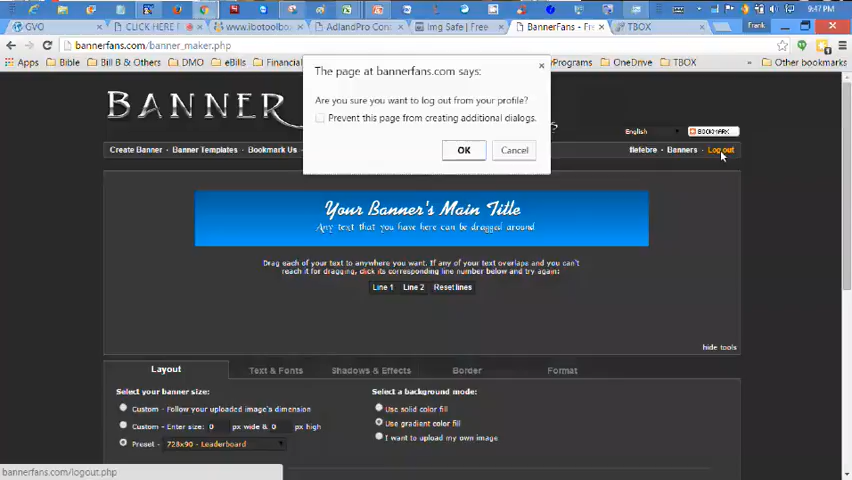 Frank
9:47 PM
GVO
CLICK HERE
www.ibotoolbo
AdlandPro Con
Img Safe | Free
BannerFans - Fre
TBOX
bannerfans.com/banner_maker.php
Apps
Bible
Bill B & Others
DMO
eBills
Financial
Programs
OneDrive
TBOX
Other bookmarks
The page at bannerfans.com says:
Are you sure you want to log out from your profile?
Prevent this page from creating additional dialogs.
OK
Cancel
BANNER
English
BOOKMARK
Create Banner · Banner Templates · Bookmark Us ·
flefebre · Banners · Log out
Your Banner's Main Title
Any text that you have here can be dragged around
Drag each of your text to anywhere you want. If any of your text overlaps and you can't
reach it for dragging, click its corresponding line number below and try again:
Line 1
Line 2
Reset lines
hide tools
Layout
Text & Fonts
Shadows & Effects
Border
Format
Select your banner size:
Custom - Follow your uploaded image's dimension
Custom - Enter size: 0 px wide & 0 px high
Preset - 728x90 - Leaderboard
Select a background mode:
Use solid color fill
Use gradient color fill
I want to upload my own image
bannerfans.com/logout.php